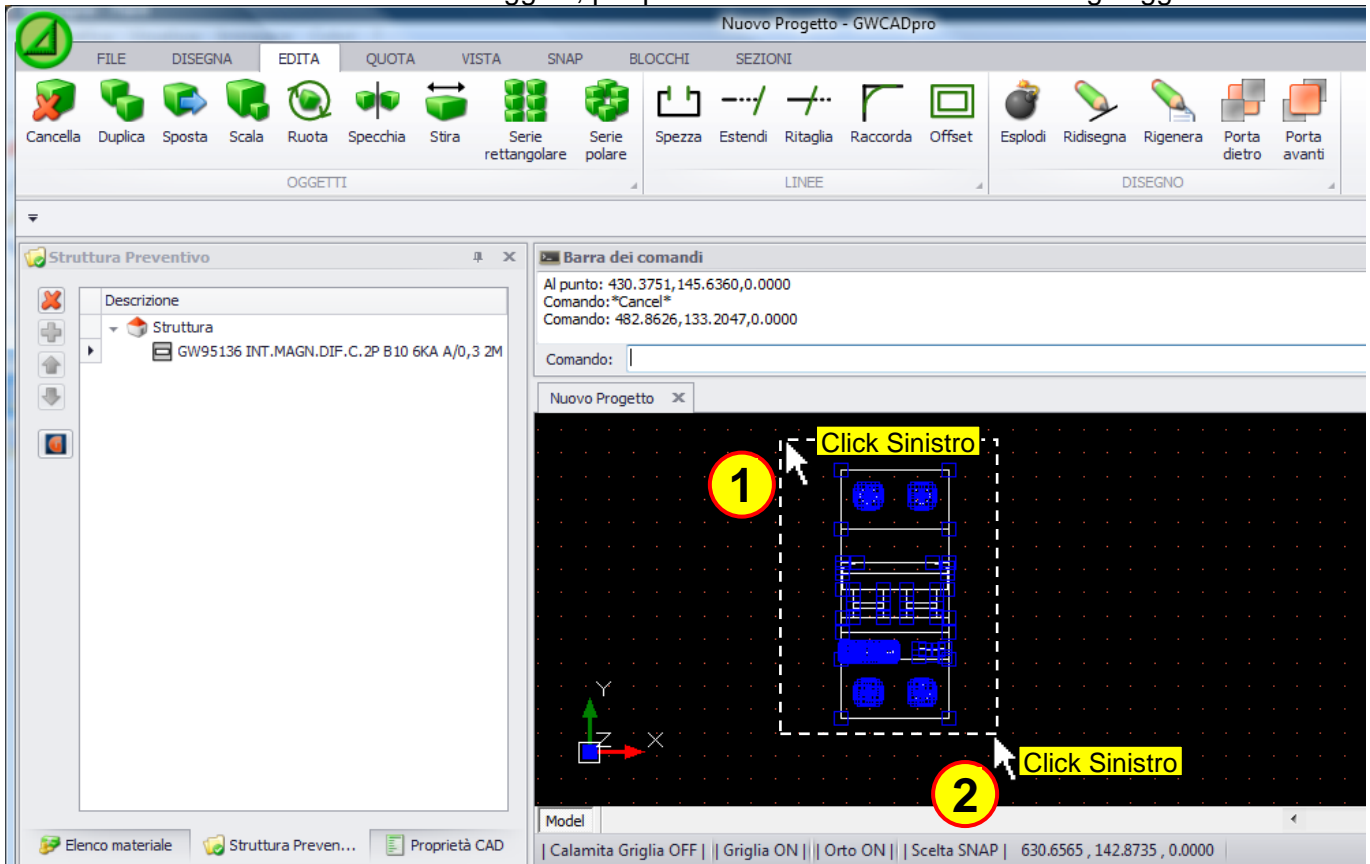 Nuovo Progetto - GWCADpro
FILE DISEGNA EDITA QUOTA VISTA SNAP BLOCCHI SEZIONI
Cancella Duplica Sposta Scala Ruota Specchia Stira Serie rettangolare Serie polare Spezza Estendi Ritaglia Raccorda Offset Esplodi Ridisegna Rigenera Porta dietro Porta avanti
OGGETTI LINEE DISEGNO
Struttura Preventivo
Descrizione
Struttura
GW95136 INT.MAGN.DIF.C.2P B10 6KA A/0,3 2M
Barra dei comandi
Al punto: 430.3751,145.6360,0.0000
Comando:*Cancel*
Comando: 482.8626,133.2047,0.0000
Comando:
Nuovo Progetto
Click Sinistro
1
Y
Z
X
Click Sinistro
2
Model
Elenco materiale Struttura Preven... Proprietà CAD
| Calamita Griglia OFF | | Griglia ON | | Orto ON | | Scelta SNAP | 630.6565 , 142.8735 , 0.0000